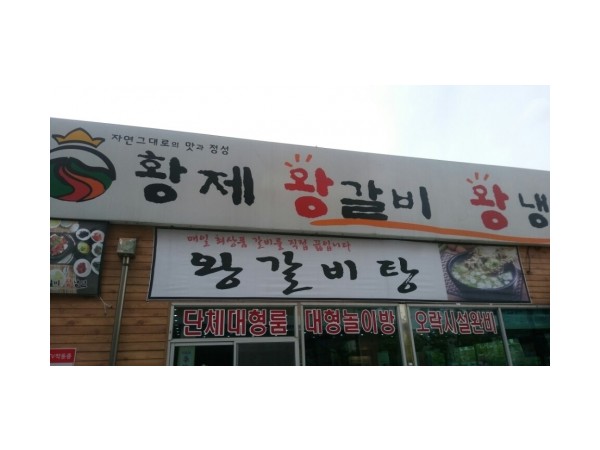 자연그대로의 맛과 정성
황제 왕갈비 왕냉
매일 최상품 갈비를 직접 끓입니다
왕갈비탕
단체대형룸 대형놀이방 오락시설완비